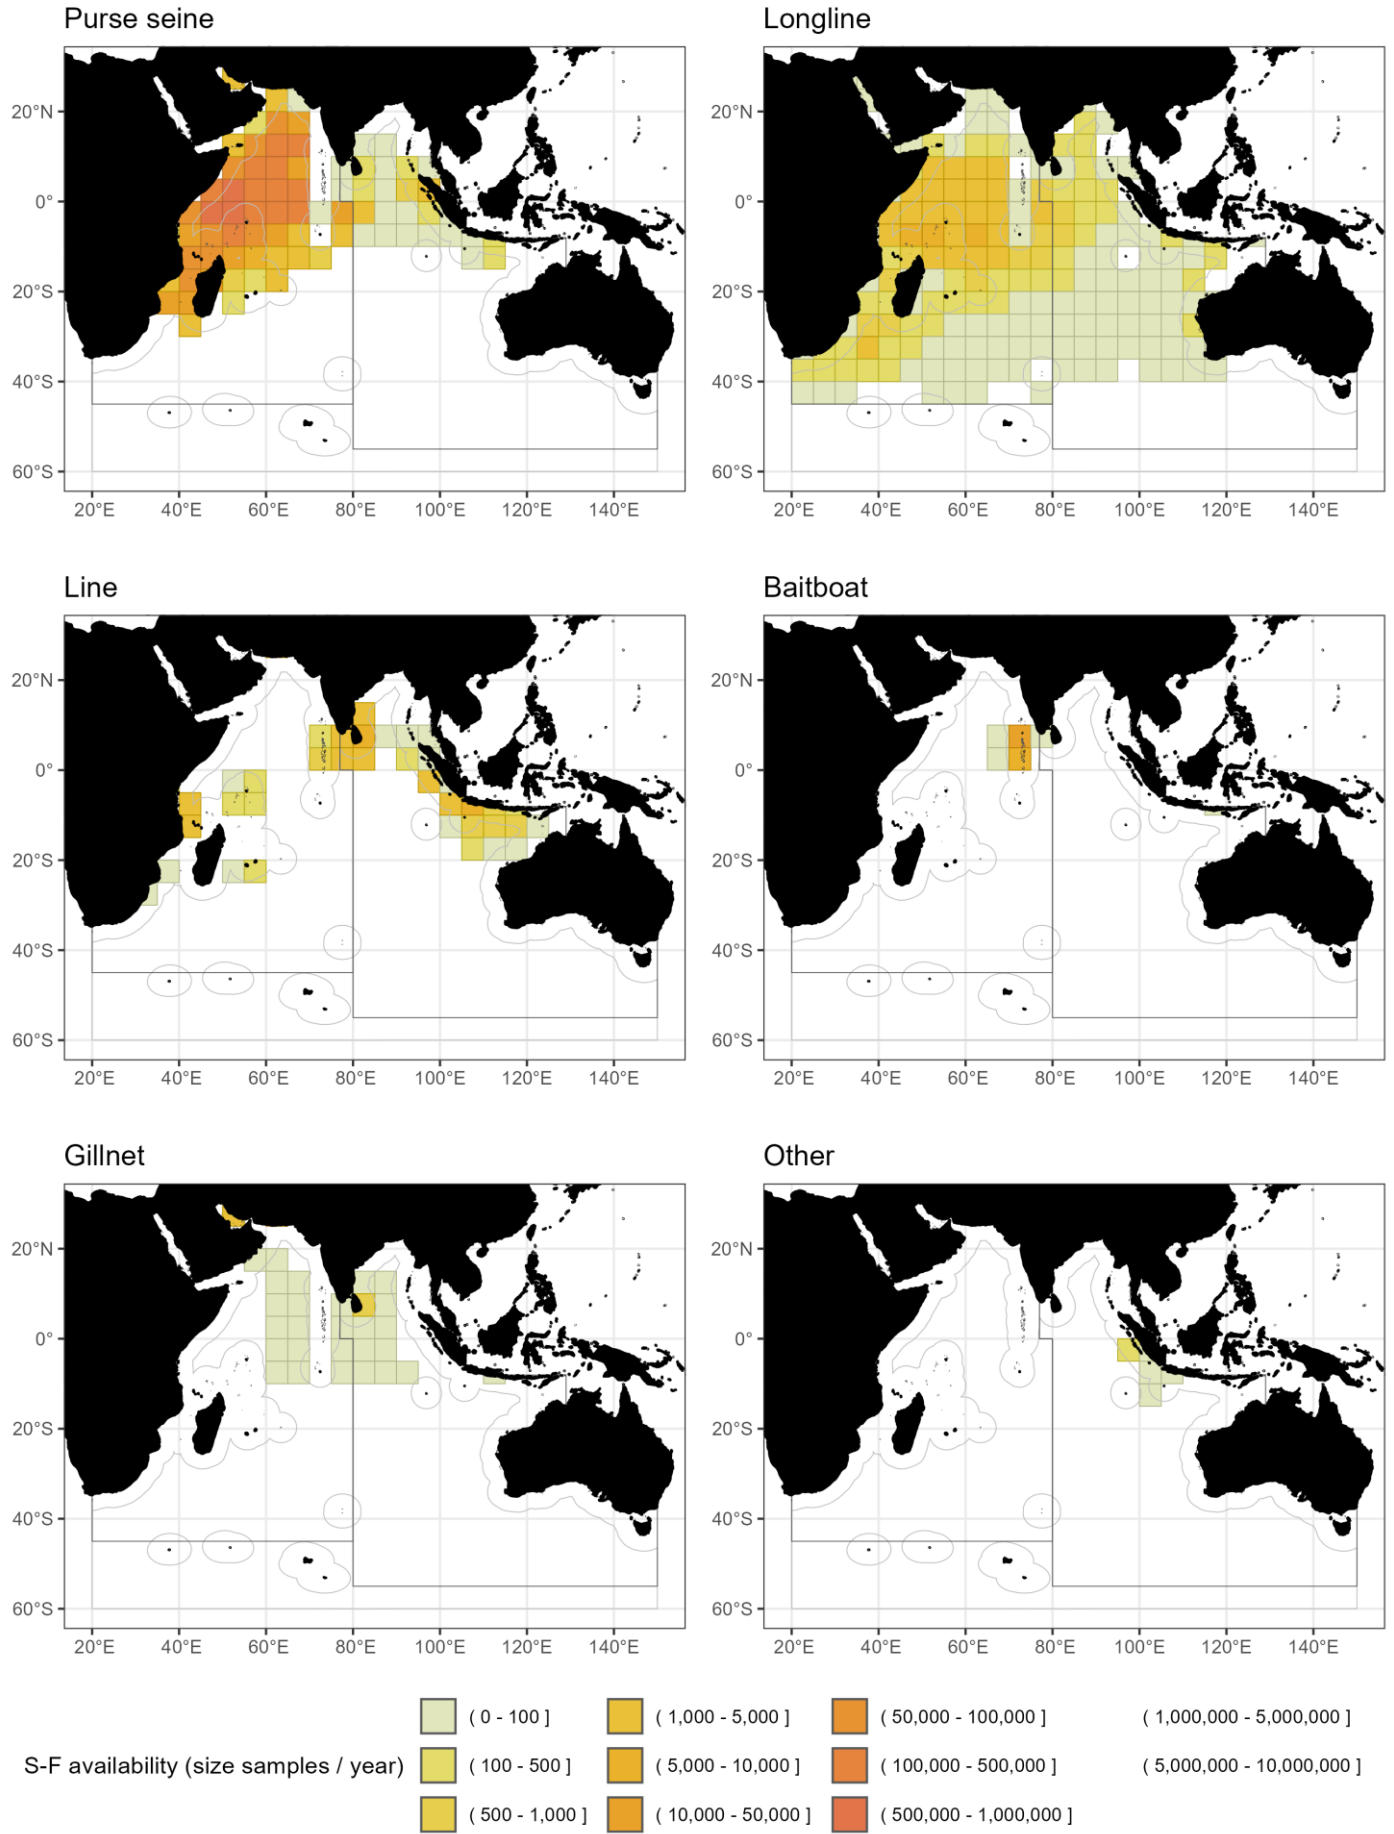 Purse seine
Longline
20°N
0°
20°S
40°S
60°S
20°E 40°E 60°E 80°E 100°E 120°E 140°E
20°N
0°
20°S
40°S
60°S
20°E 40°E 60°E 80°E 100°E 120°E 140°E
Line
Baitboat
20°N
0°
20°S
40°S
60°S
20°E 40°E 60°E 80°E 100°E 120°E 140°E
20°N
0°
20°S
40°S
60°S
20°E 40°E 60°E 80°E 100°E 120°E 140°E
Gillnet
Other
20°N
0°
20°S
40°S
60°S
20°E 40°E 60°E 80°E 100°E 120°E 140°E
20°N
0°
20°S
40°S
60°S
20°E 40°E 60°E 80°E 100°E 120°E 140°E
S-F availability (size samples / year)
( 0 - 100 ]
( 100 - 500 ]
( 500 - 1,000 ]
( 1,000 - 5,000 ]
( 5,000 - 10,000 ]
( 10,000 - 50,000 ]
( 50,000 - 100,000 ]
( 100,000 - 500,000 ]
( 500,000 - 1,000,000 ]
( 1,000,000 - 5,000,000 ]
( 5,000,000 - 10,000,000 ]